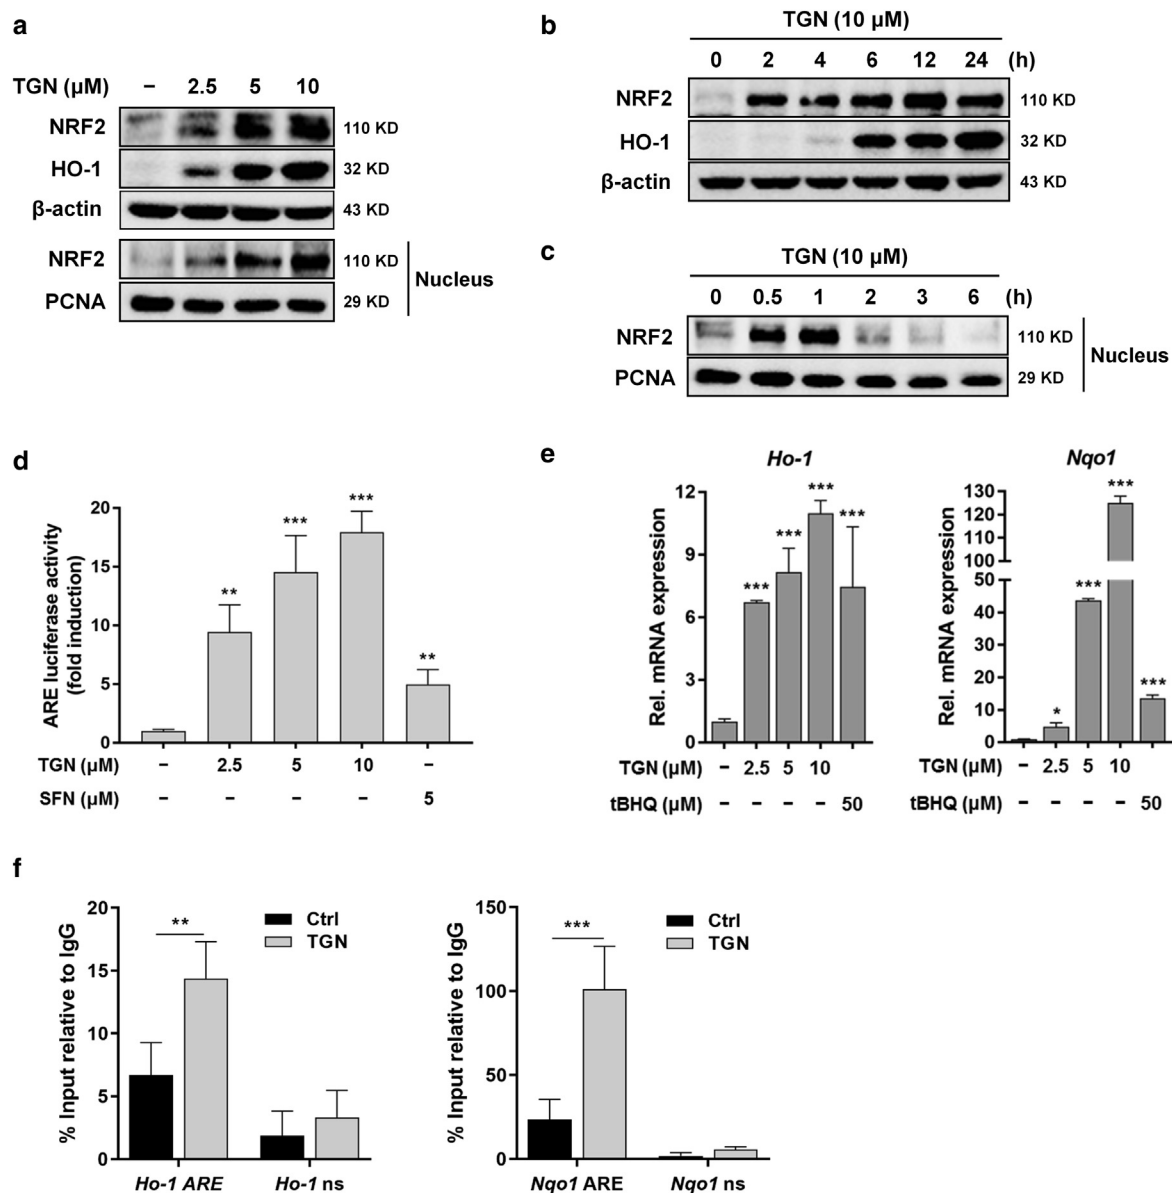 a
TGN (μM) – 2.5 5 10
NRF2 110 KD
HO-1 32 KD
β-actin 43 KD
NRF2 110 KD
PCNA 29 KD
Nucleus
b
TGN (10 μM)
0 2 4 6 12 24 (h)
NRF2 110 KD
HO-1 32 KD
β-actin 43 KD
c
TGN (10 μM)
0 0.5 1 2 3 6 (h)
NRF2 110 KD
PCNA 29 KD
Nucleus
d
ARE luciferase activity
(fold induction)
20
15
10
5
0
** *** *** **
TGN (μM) – 2.5 5 10 –
SFN (μM) – – – – 5
e
Ho-1
Rel. mRNA expression
12
9
6
3
0
*** *** *** ***
TGN (μM) – 2.5 5 10 –
tBHQ (μM) – – – – 50
Nqo1
Rel. mRNA expression
130
120
110
100
50
40
30
20
10
0
* *** *** ***
TGN (μM) – 2.5 5 10 –
tBHQ (μM) – – – – 50
f
% Input relative to IgG
20
15
10
5
0
**
Ctrl
TGN
Ho-1 ARE Ho-1 ns
% Input relative to IgG
150
100
50
0
***
Ctrl
TGN
Nqo1 ARE Nqo1 ns